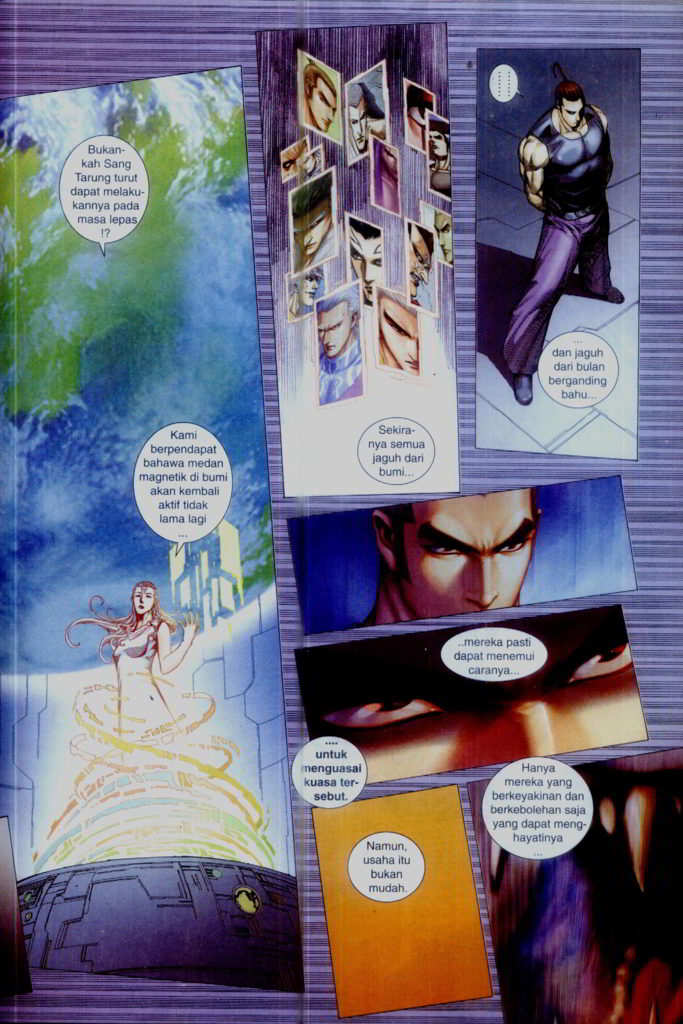 Bukan-
kah Sang
Tarung turut
dapat melaku-
kannya pada
masa lepas
!?
Kami
berpendapat
bahawa medan
magnetik di bumi
akan kembali
aktif tidak
lama lagi
...
Sekira-
nya semua
jaguh dari
bumi...
......
...
dan jaguh
dari bulan
berganding
bahu...
..mereka pasti
dapat menemui
caranya...
....
untuk
menguasai
kuasa ter-
sebut.
Namun,
usaha itu
bukan
mudah.
Hanya
mereka yang
berkeyakinan dan
berkebolehan saja
yang dapat meng-
hayatinya
...